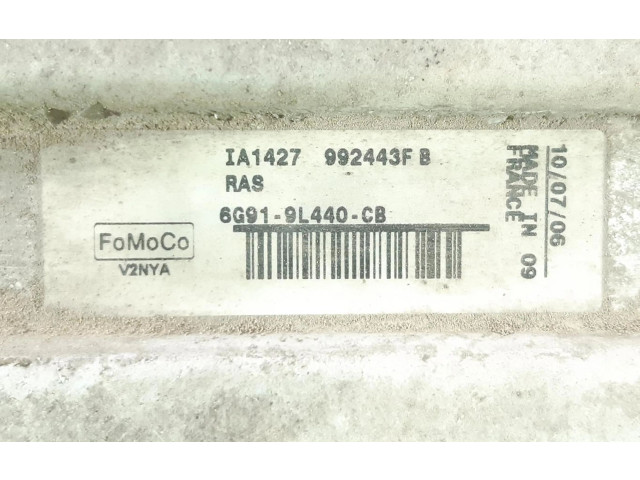 IA1427 992443F B
RAS
6G91-9L440-CB
FoMoCo
V2NYA
MADE IN 09
FRANCE
10/07/06